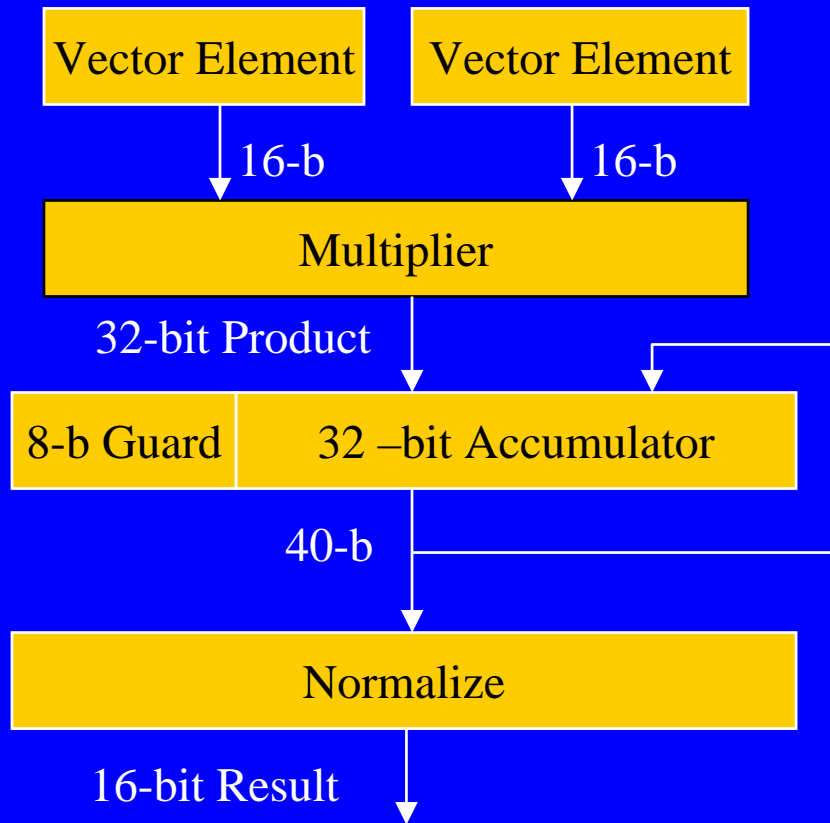 Vector Element
Vector Element
16-b
16-b
Multiplier
32-bit Product
8-b Guard
32 –bit Accumulator
40-b
Normalize
16-bit Result